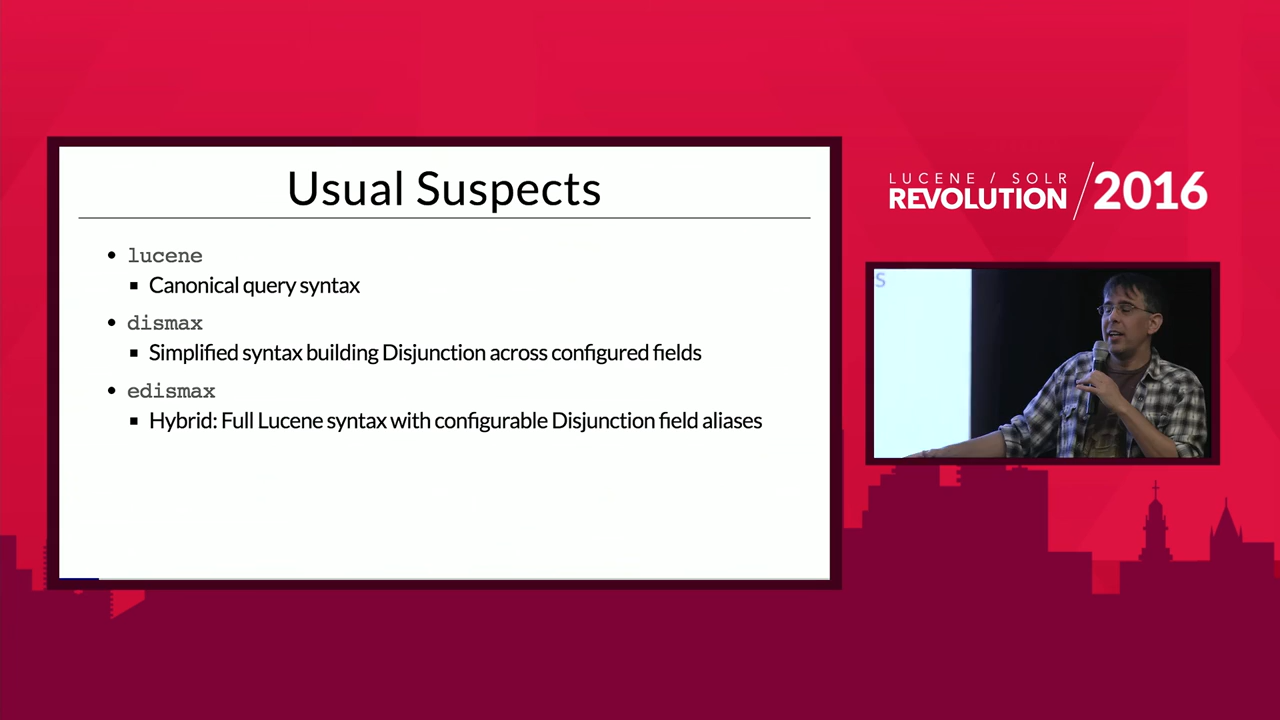 Usual Suspects
lucene
Canonical query syntax
dismax
Simplified syntax building Disjunction across configured fields
edismax
Hybrid: Full Lucene syntax with configurable Disjunction field aliases
LUCENE / SOLR
REVOLUTION / 2016
S